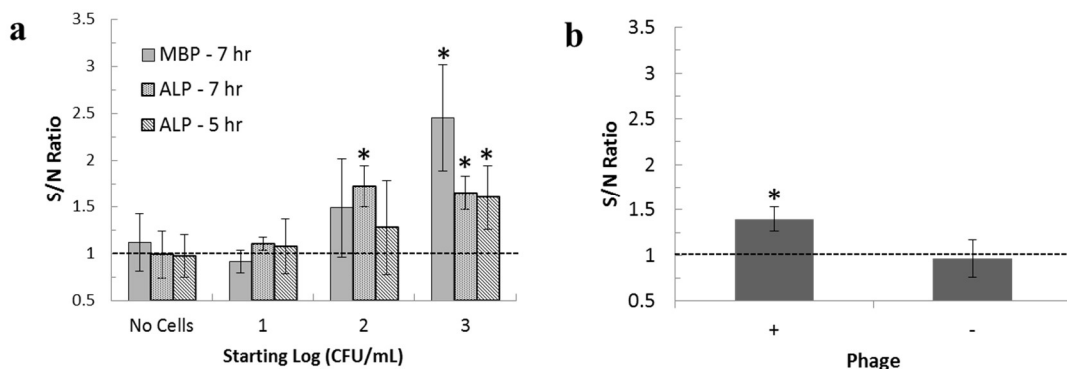 a
b
MBP - 7 hr
ALP - 7 hr
ALP - 5 hr
S/N Ratio
3.5
3
2.5
2
1.5
1
0.5
*
*
*
*
No Cells 1 2 3
Starting Log (CFU/mL)
S/N Ratio
3.5
3
2.5
2
1.5
1
0.5
*
+ -
Phage